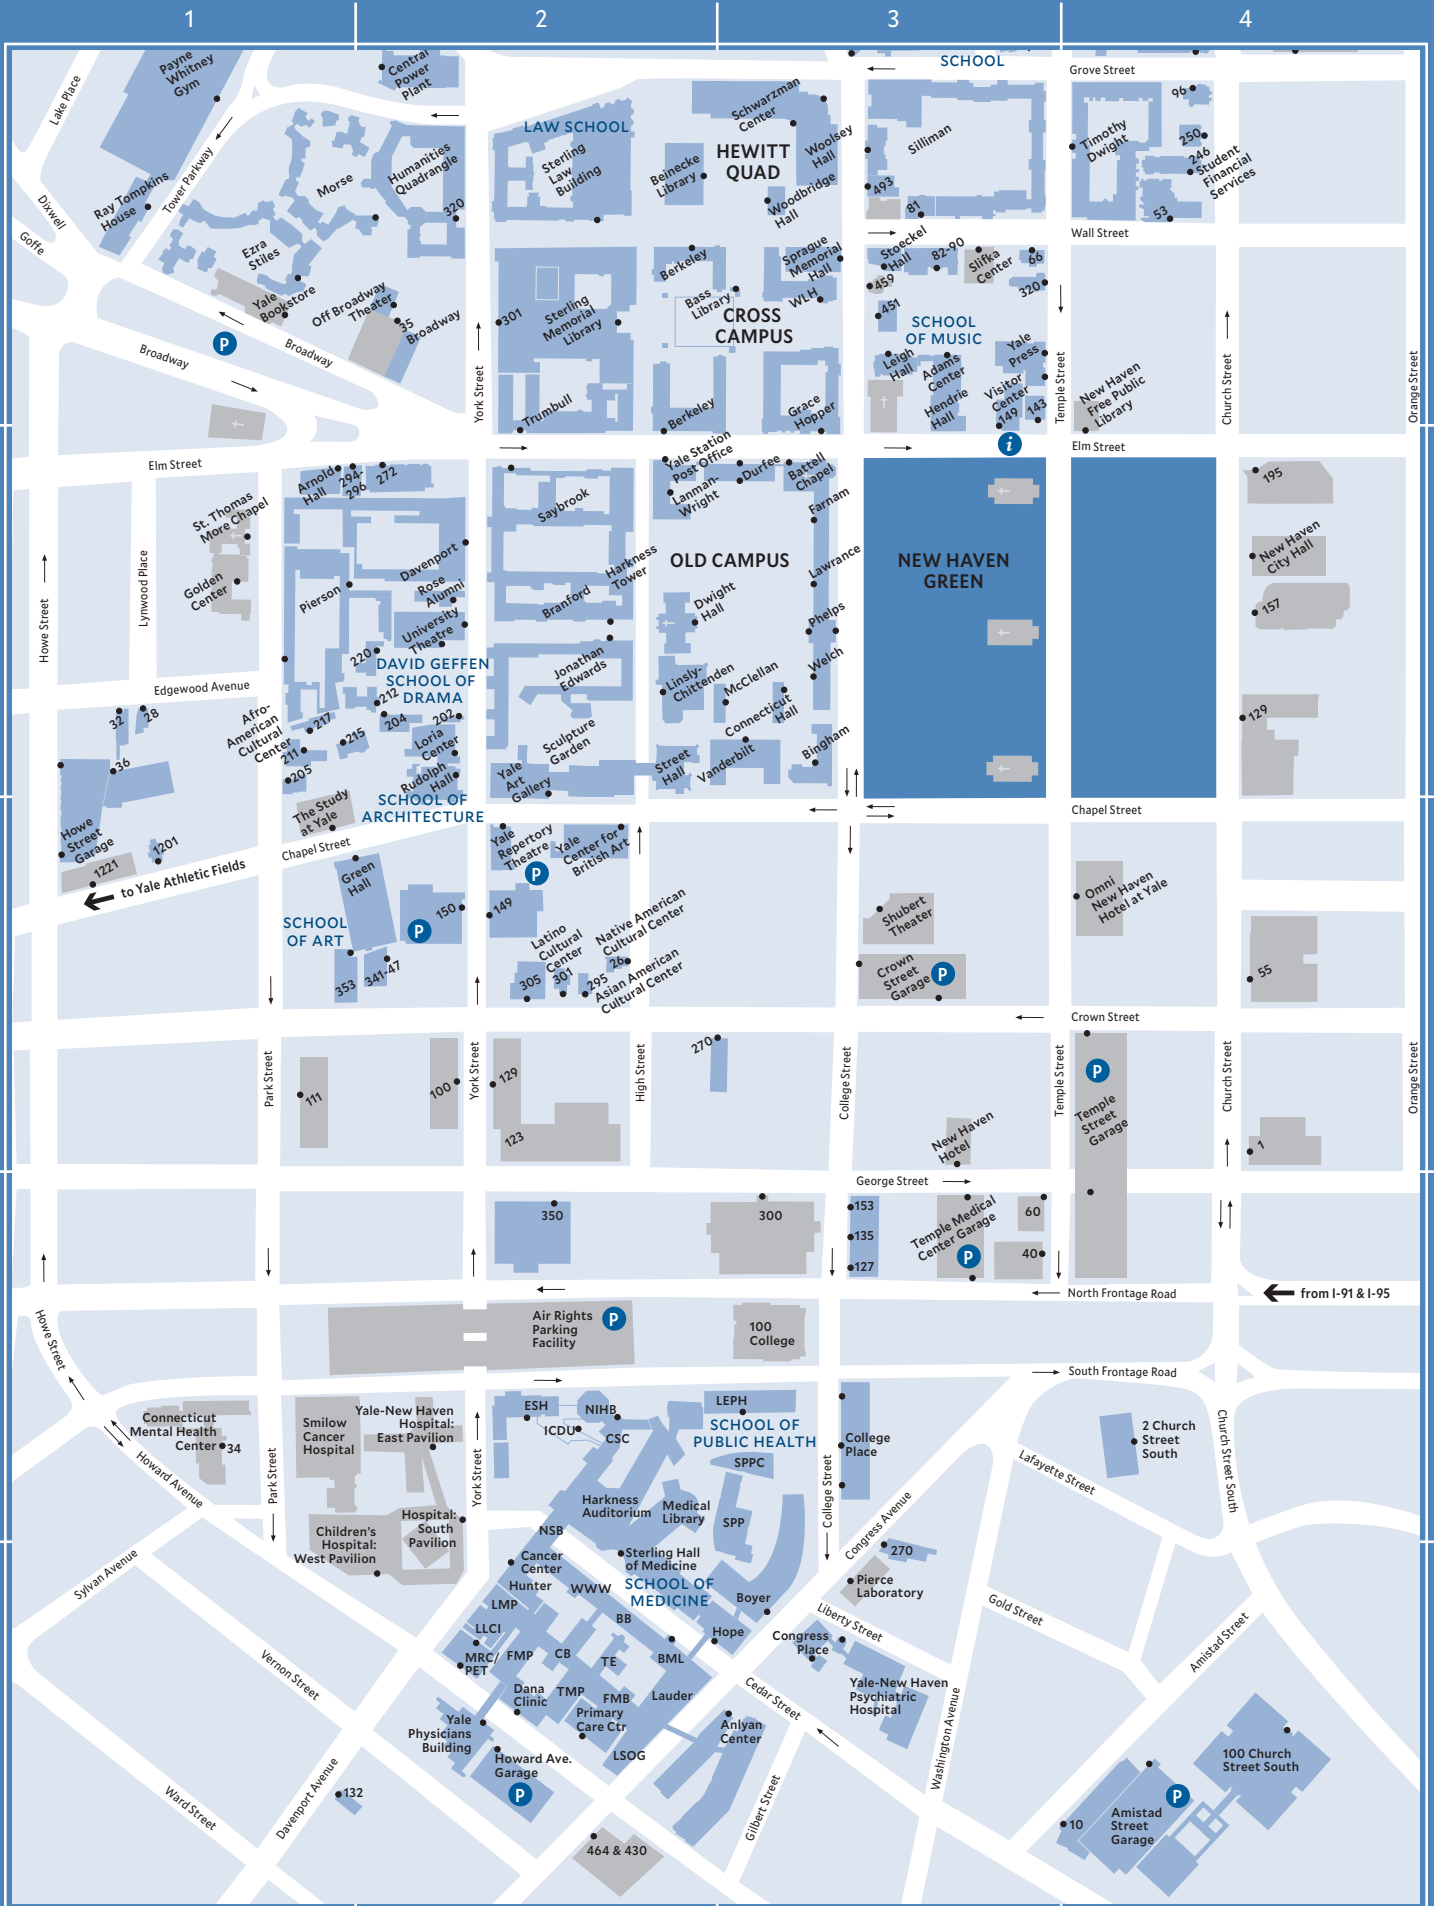 1
2
3
4
Payne
Whitney
Gym
Central
Power
Plant
SCHOOL
Grove Street
Lake Place
LAW SCHOOL
Schwarzman
Center
Woolsey
Hall
HEWITT
QUAD
Silliman
Timothy
Dwight
96
250
246
Student
Financial
Services
53
Sterling
Law
Building
Beinecke
Library
Woodbridge
Hall
493
81
Humanities
Quadrangle
Morse
320
Ray Tompkins
House
Tower Parkway
Dixwell
Goffe
Wall Street
Ezra
Stiles
Yale
Bookstore
Off Broadway
Theater
35
Broadway
P
Broadway
Broadway
York Street
301
Sterling
Memorial
Library
Berkeley
Bass
Library
CROSS
CAMPUS
Sprague
Memorial
Hall
WLH
Stoeckel
Hall
82-90
Slifka
Center
66
459
451
320
SCHOOL
OF MUSIC
Leigh
Hall
Adams
Center
Hendrie
Hall
Yale
Press
Visitor
Center
149
143
i
Temple Street
New Haven
Free Public
Library
Church Street
Orange Street
Trumbull
Berkeley
Grace
Hopper
Elm Street
Elm Street
Arnold
Hall
294-
296
272
Yale Station
Post Office
Lanman-
Wright
Durfee
Battell
Chapel
Farnam
195
St. Thomas
More Chapel
Golden
Center
Lynwood Place
Howe Street
Saybrook
Davenport
Rose
Alumni
Pierson
University
Theatre
220
Harkness
Tower
Branford
OLD CAMPUS
Lawrance
NEW HAVEN
GREEN
New Haven
City Hall
157
Dwight
Hall
Phelps
Welch
Jonathan
Edwards
Linsly-
Chittenden
McClellan
Connecticut
Hall
DAVID GEFFEN
SCHOOL OF
DRAMA
Edgewood Avenue
32
28
36
Afro-
American
Cultural
Center
217
211
205
215
212
204
202
Loria
Center
Rudolph
Hall
Sculpture
Garden
Yale
Art
Gallery
Street
Hall
Vanderbilt
Bingham
129
The Study
at Yale
SCHOOL OF
ARCHITECTURE
Chapel Street
Chapel Street
Howe
Street
Garage
1221
1201
to Yale Athletic Fields
Green
Hall
Yale
Repertory
Theatre
Yale
Center for
British Art
P
P
150
149
SCHOOL
OF ART
353
341-47
Latino
Cultural
Center
305
301
295
26
Native American
Cultural Center
Asian American
Cultural Center
Shubert
Theater
Crown
Street
Garage
P
Omni
New Haven
Hotel at Yale
55
Crown Street
Park Street
York Street
High Street
College Street
Temple Street
Church Street
Orange Street
111
100
129
123
270
New Haven
Hotel
P
Temple
Street
Garage
1
George Street
350
300
153
135
127
Temple Medical
Center Garage
P
60
40
North Frontage Road
from I-91 & I-95
Air Rights
Parking
Facility
P
100
College
Howe Street
South Frontage Road
Connecticut
Mental Health
Center
34
Howard Avenue
Park Street
Smilow
Cancer
Hospital
Yale-New Haven
Hospital:
East Pavilion
York Street
Children's
Hospital:
West Pavilion
Hospital:
South
Pavilion
ESH
ICDU
NIHB
CSC
LEPH
SCHOOL OF
PUBLIC HEALTH
SPPC
College
Place
College Street
2 Church
Street
South
Church Street South
Lafayette Street
Harkness
Auditorium
Medical
Library
SPP
NSB
Congress Avenue
270
Pierce
Laboratory
Cancer
Center
Sterling Hall
of Medicine
Hunter
WWW
SCHOOL OF
MEDICINE
LMP
BB
Boyer
LLCI
Hope
Liberty Street
Gold Street
Congress
Place
MRC/
PET
FMP
CB
TE
BML
Sylvan Avenue
Vernon Street
Dana
Clinic
TMP
FMB
Lauder
Primary
Care Ctr
Cedar Street
Yale-New Haven
Psychiatric
Hospital
Amistad Street
Yale
Physicians
Building
Howard Ave.
Garage
P
LSOG
Anlyan
Center
Washington Avenue
Gilbert Street
100 Church
Street South
P
10
Amistad
Street
Garage
132
Davenport Avenue
Ward Street
464 & 430